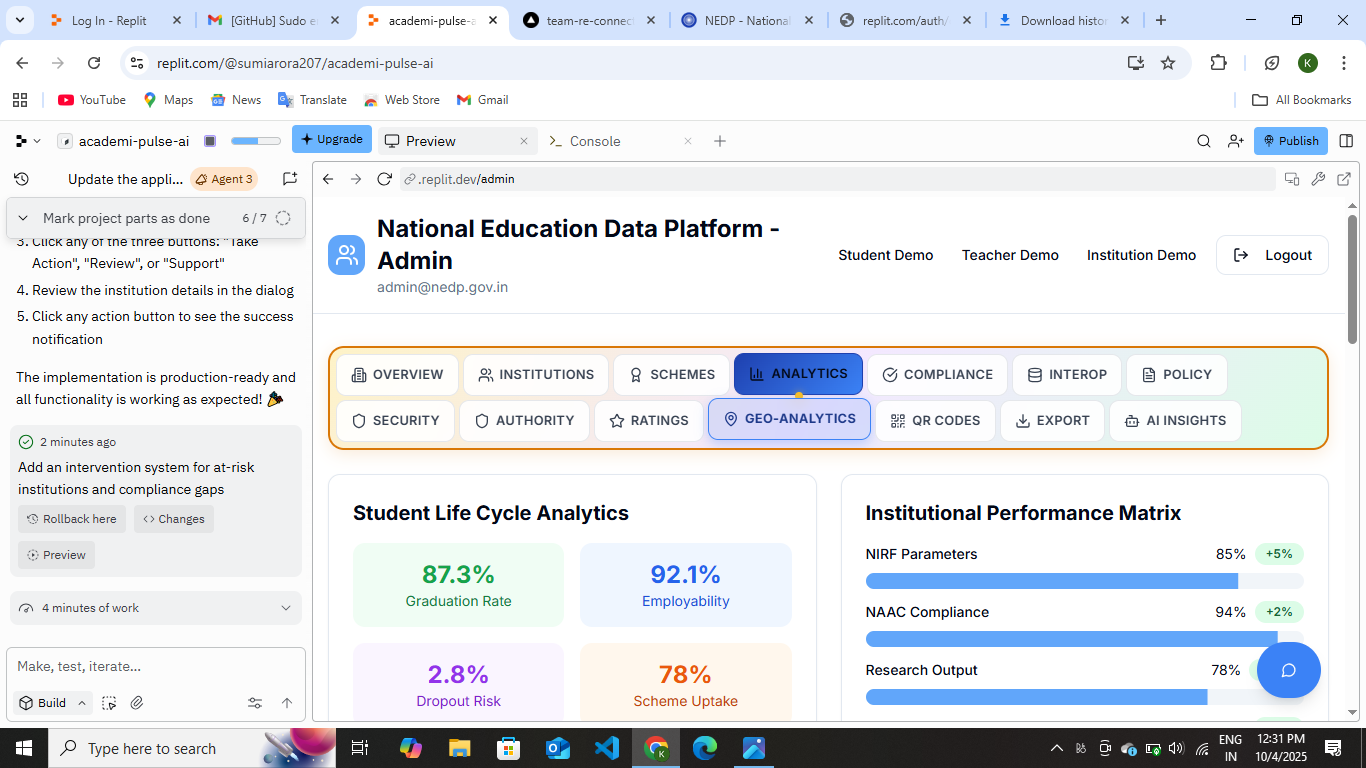 Log In - Replit
[GitHub] Sudo e
academi-pulse-a
team-re-connec
NEDP - National
replit.com/auth/
Download histor
replit.com/@sumiarora207/academi-pulse-ai
K
YouTube
Maps
News
Translate
Web Store
Gmail
All Bookmarks
academi-pulse-ai
Upgrade
Preview
Console
Publish
Update the appli...
Agent 3
.replit.dev/admin
Mark project parts as done 6 / 7
3. Click any of the three buttons: "Take
Action", "Review", or "Support"
4. Review the institution details in the dialog
5. Click any action button to see the success
notification
The implementation is production-ready and
all functionality is working as expected!
2 minutes ago
Add an intervention system for at-risk
institutions and compliance gaps
Rollback here
Changes
Preview
4 minutes of work
Make, test, iterate...
Build
National Education Data Platform -
Admin
admin@nedp.gov.in
Student Demo
Teacher Demo
Institution Demo
Logout
OVERVIEW
INSTITUTIONS
SCHEMES
ANALYTICS
COMPLIANCE
INTEROP
POLICY
SECURITY
AUTHORITY
RATINGS
GEO-ANALYTICS
QR CODES
EXPORT
AI INSIGHTS
Student Life Cycle Analytics
87.3%
Graduation Rate
92.1%
Employability
2.8%
Dropout Risk
78%
Scheme Uptake
Institutional Performance Matrix
NIRF Parameters 85% +5%
NAAC Compliance 94% +2%
Research Output 78%
Type here to search
K
ENG
IN
12:31 PM
10/4/2025